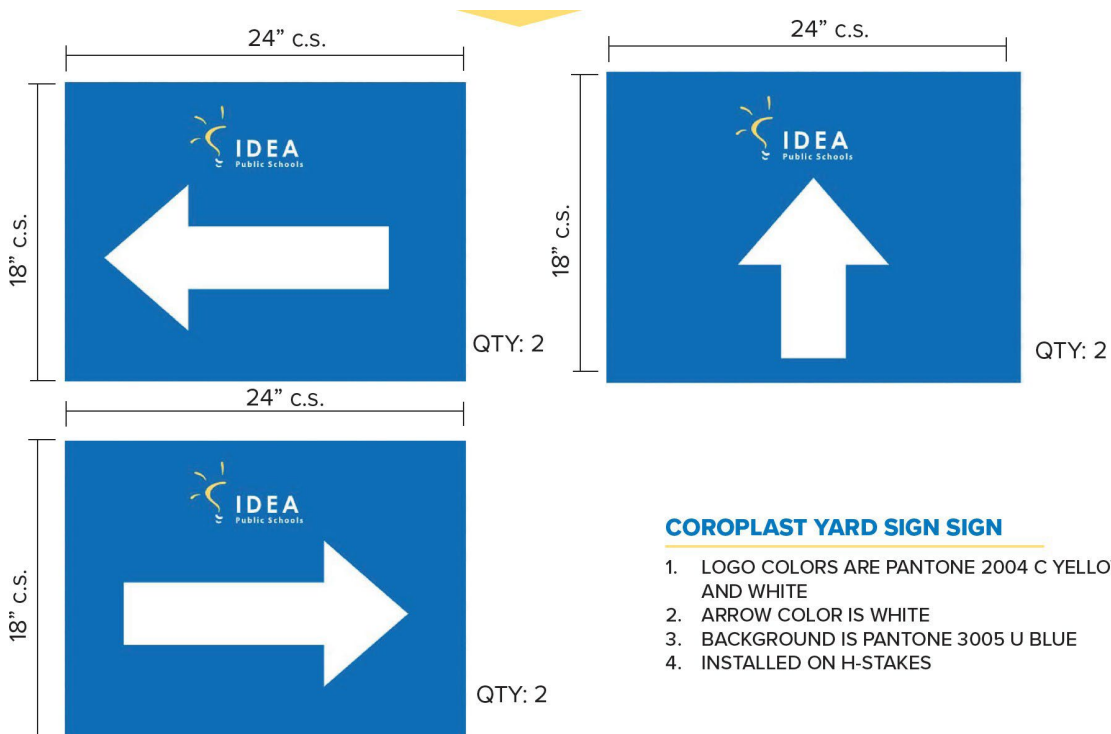 24” c.s.
18” c.s.
IDEA
Public Schools
QTY: 2
24” c.s.
18” c.s.
IDEA
Public Schools
QTY: 2
24” c.s.
18” c.s.
IDEA
Public Schools
QTY: 2
COROPLAST YARD SIGN SIGN
1. LOGO COLORS ARE PANTONE 2004 C YELLO
AND WHITE
2. ARROW COLOR IS WHITE
3. BACKGROUND IS PANTONE 3005 U BLUE
4. INSTALLED ON H-STAKES